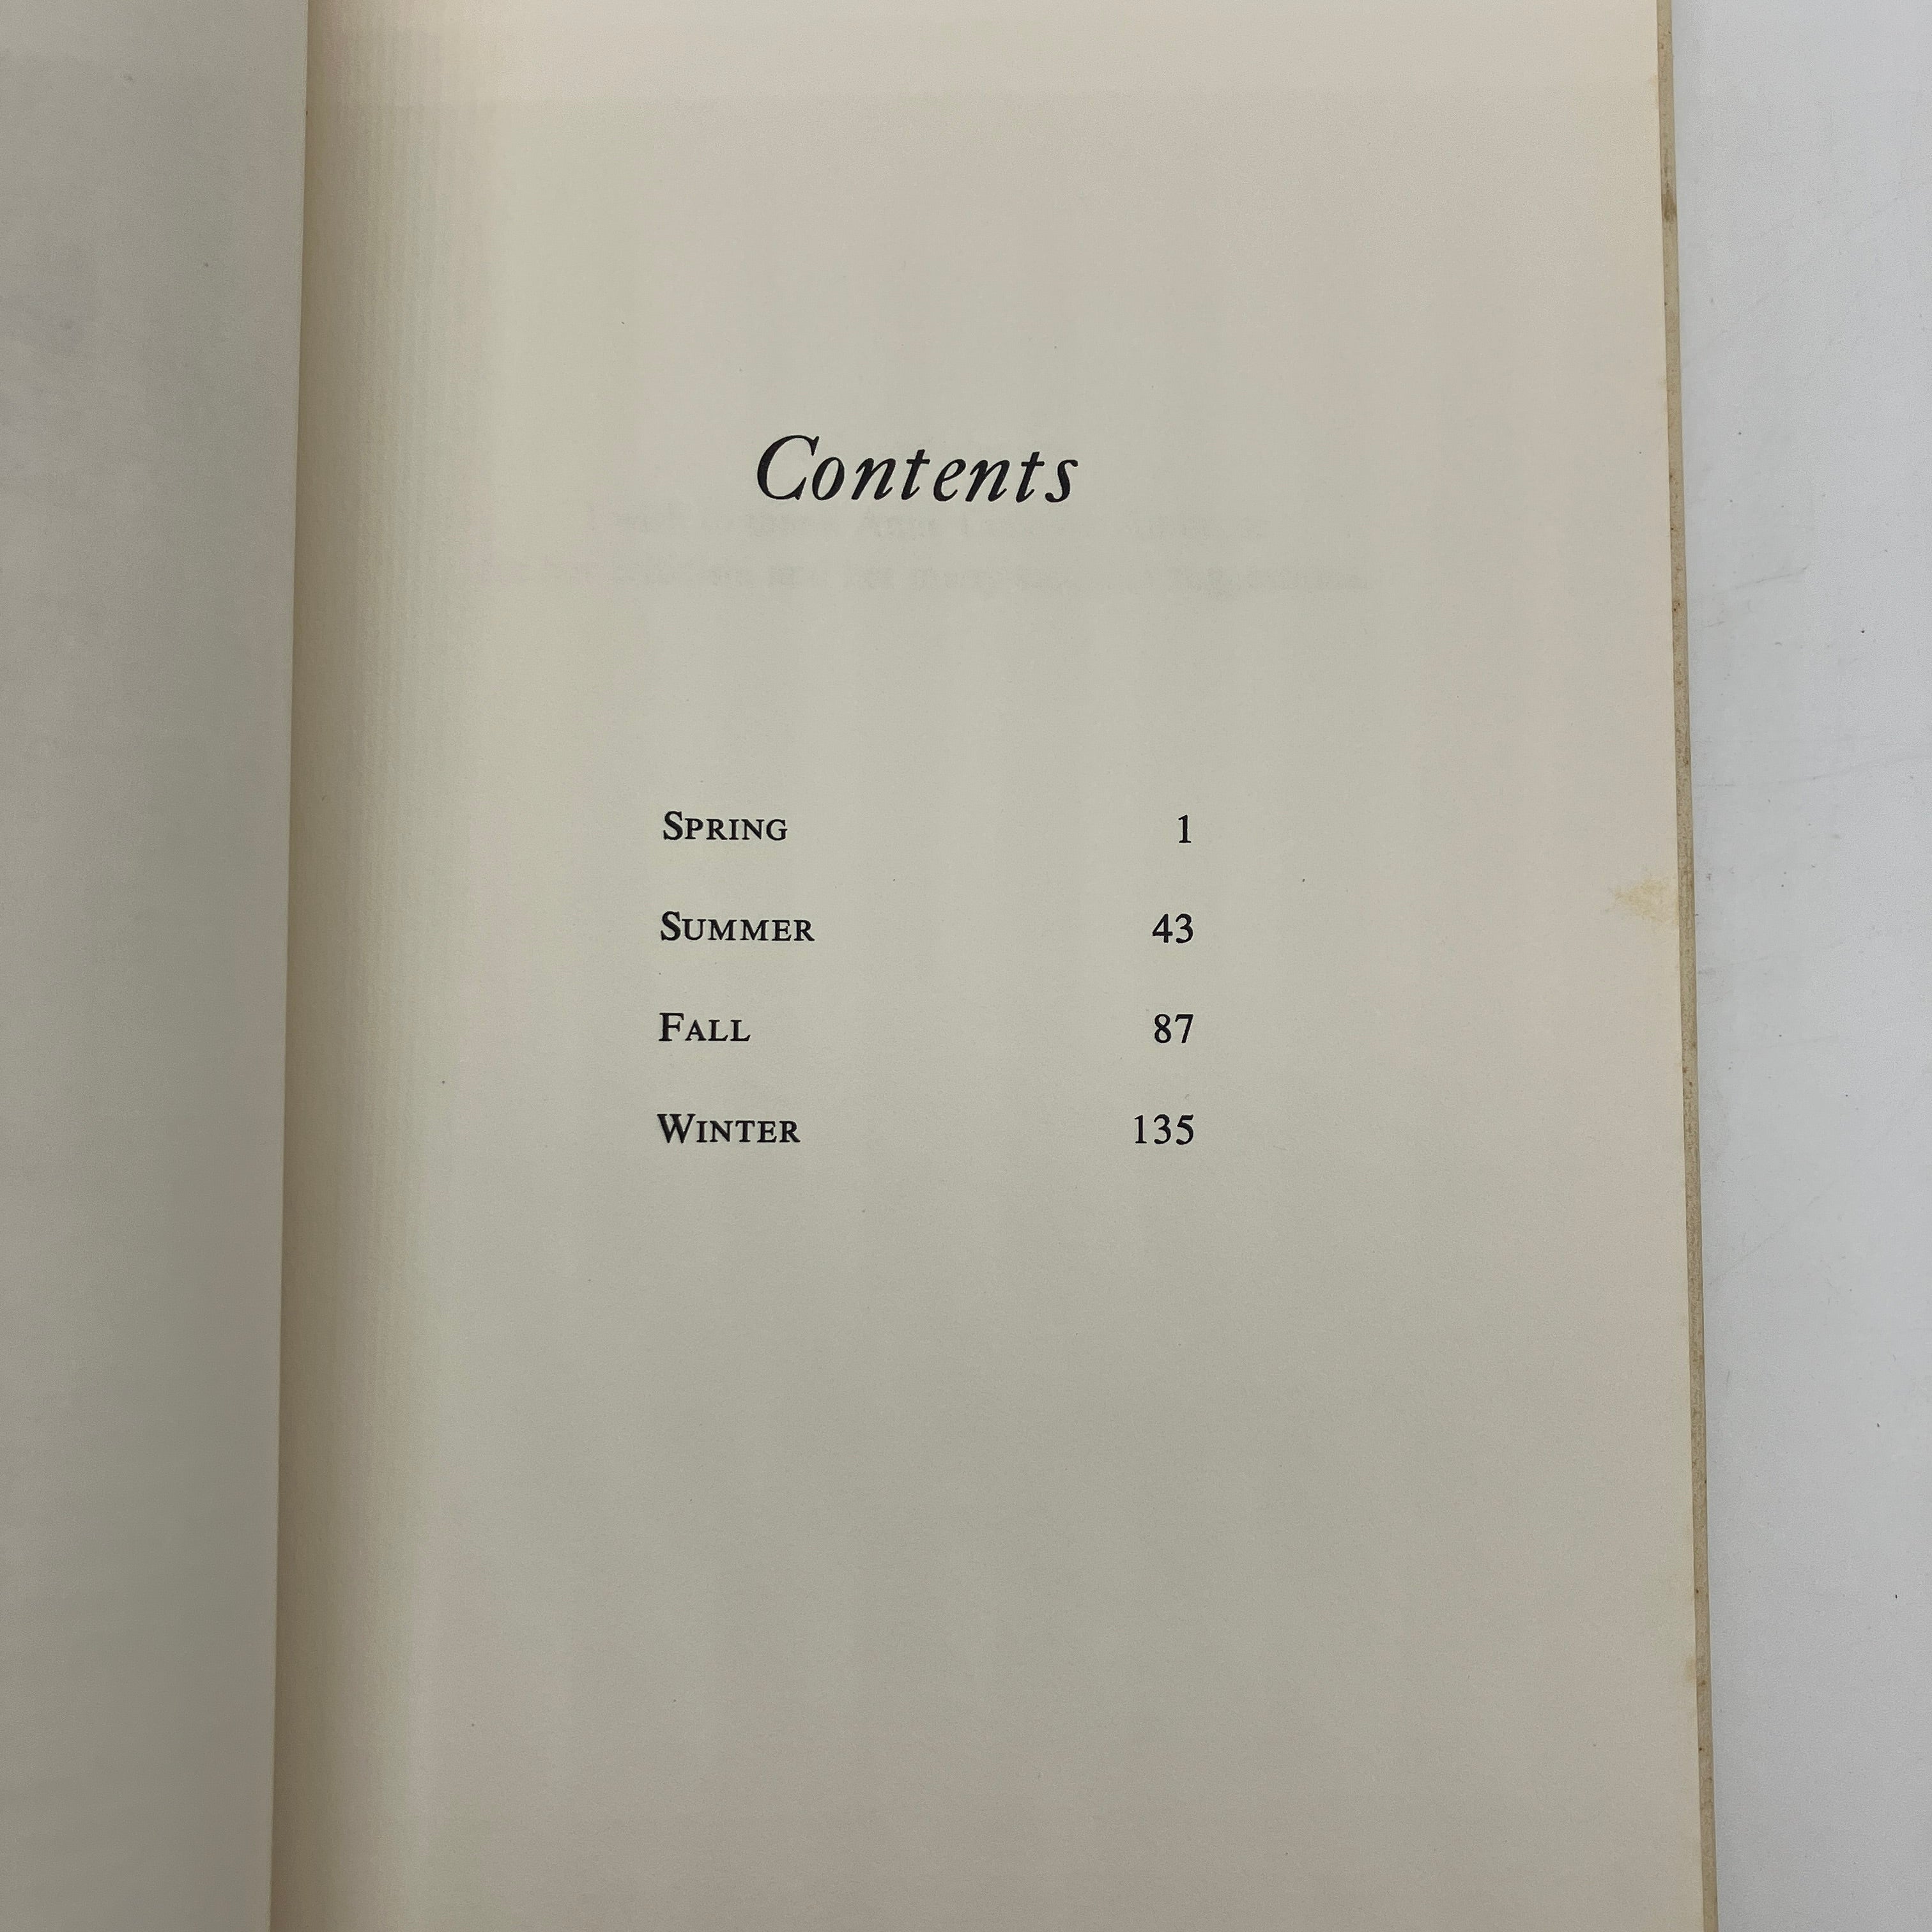 Contents
SPRING 1
SUMMER 43
FALL 87
WINTER 135